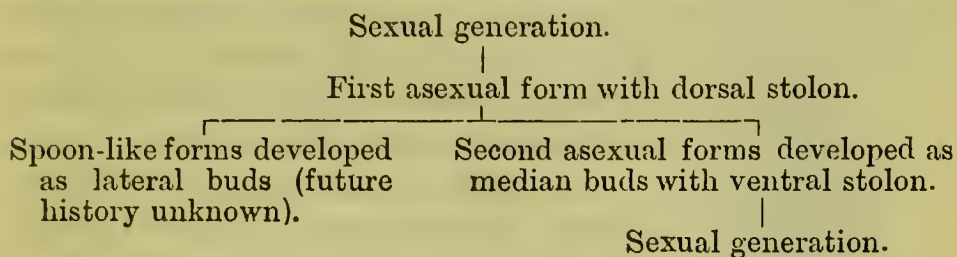 Sexual generation.
First asexual form with dorsal stolon.
Spoon-like forms developed
as lateral buds (future
history unknown).
Second asexual forms developed as
median buds with ventral stolon.
Sexual generation.